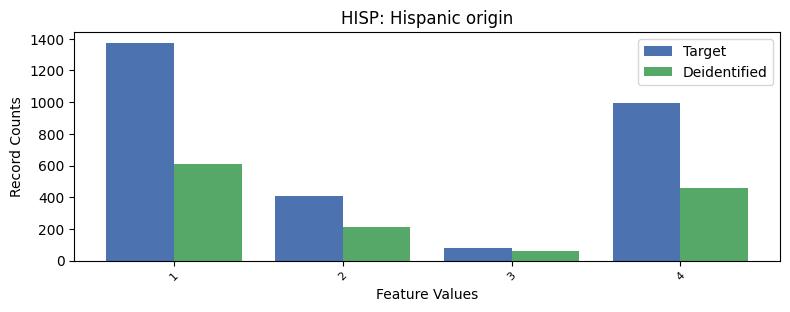 HISP: Hispanic origin
Target
Deidentified
Record Counts
1400
1200
1000
800
600
400
200
0
1 2 3 4
Feature Values